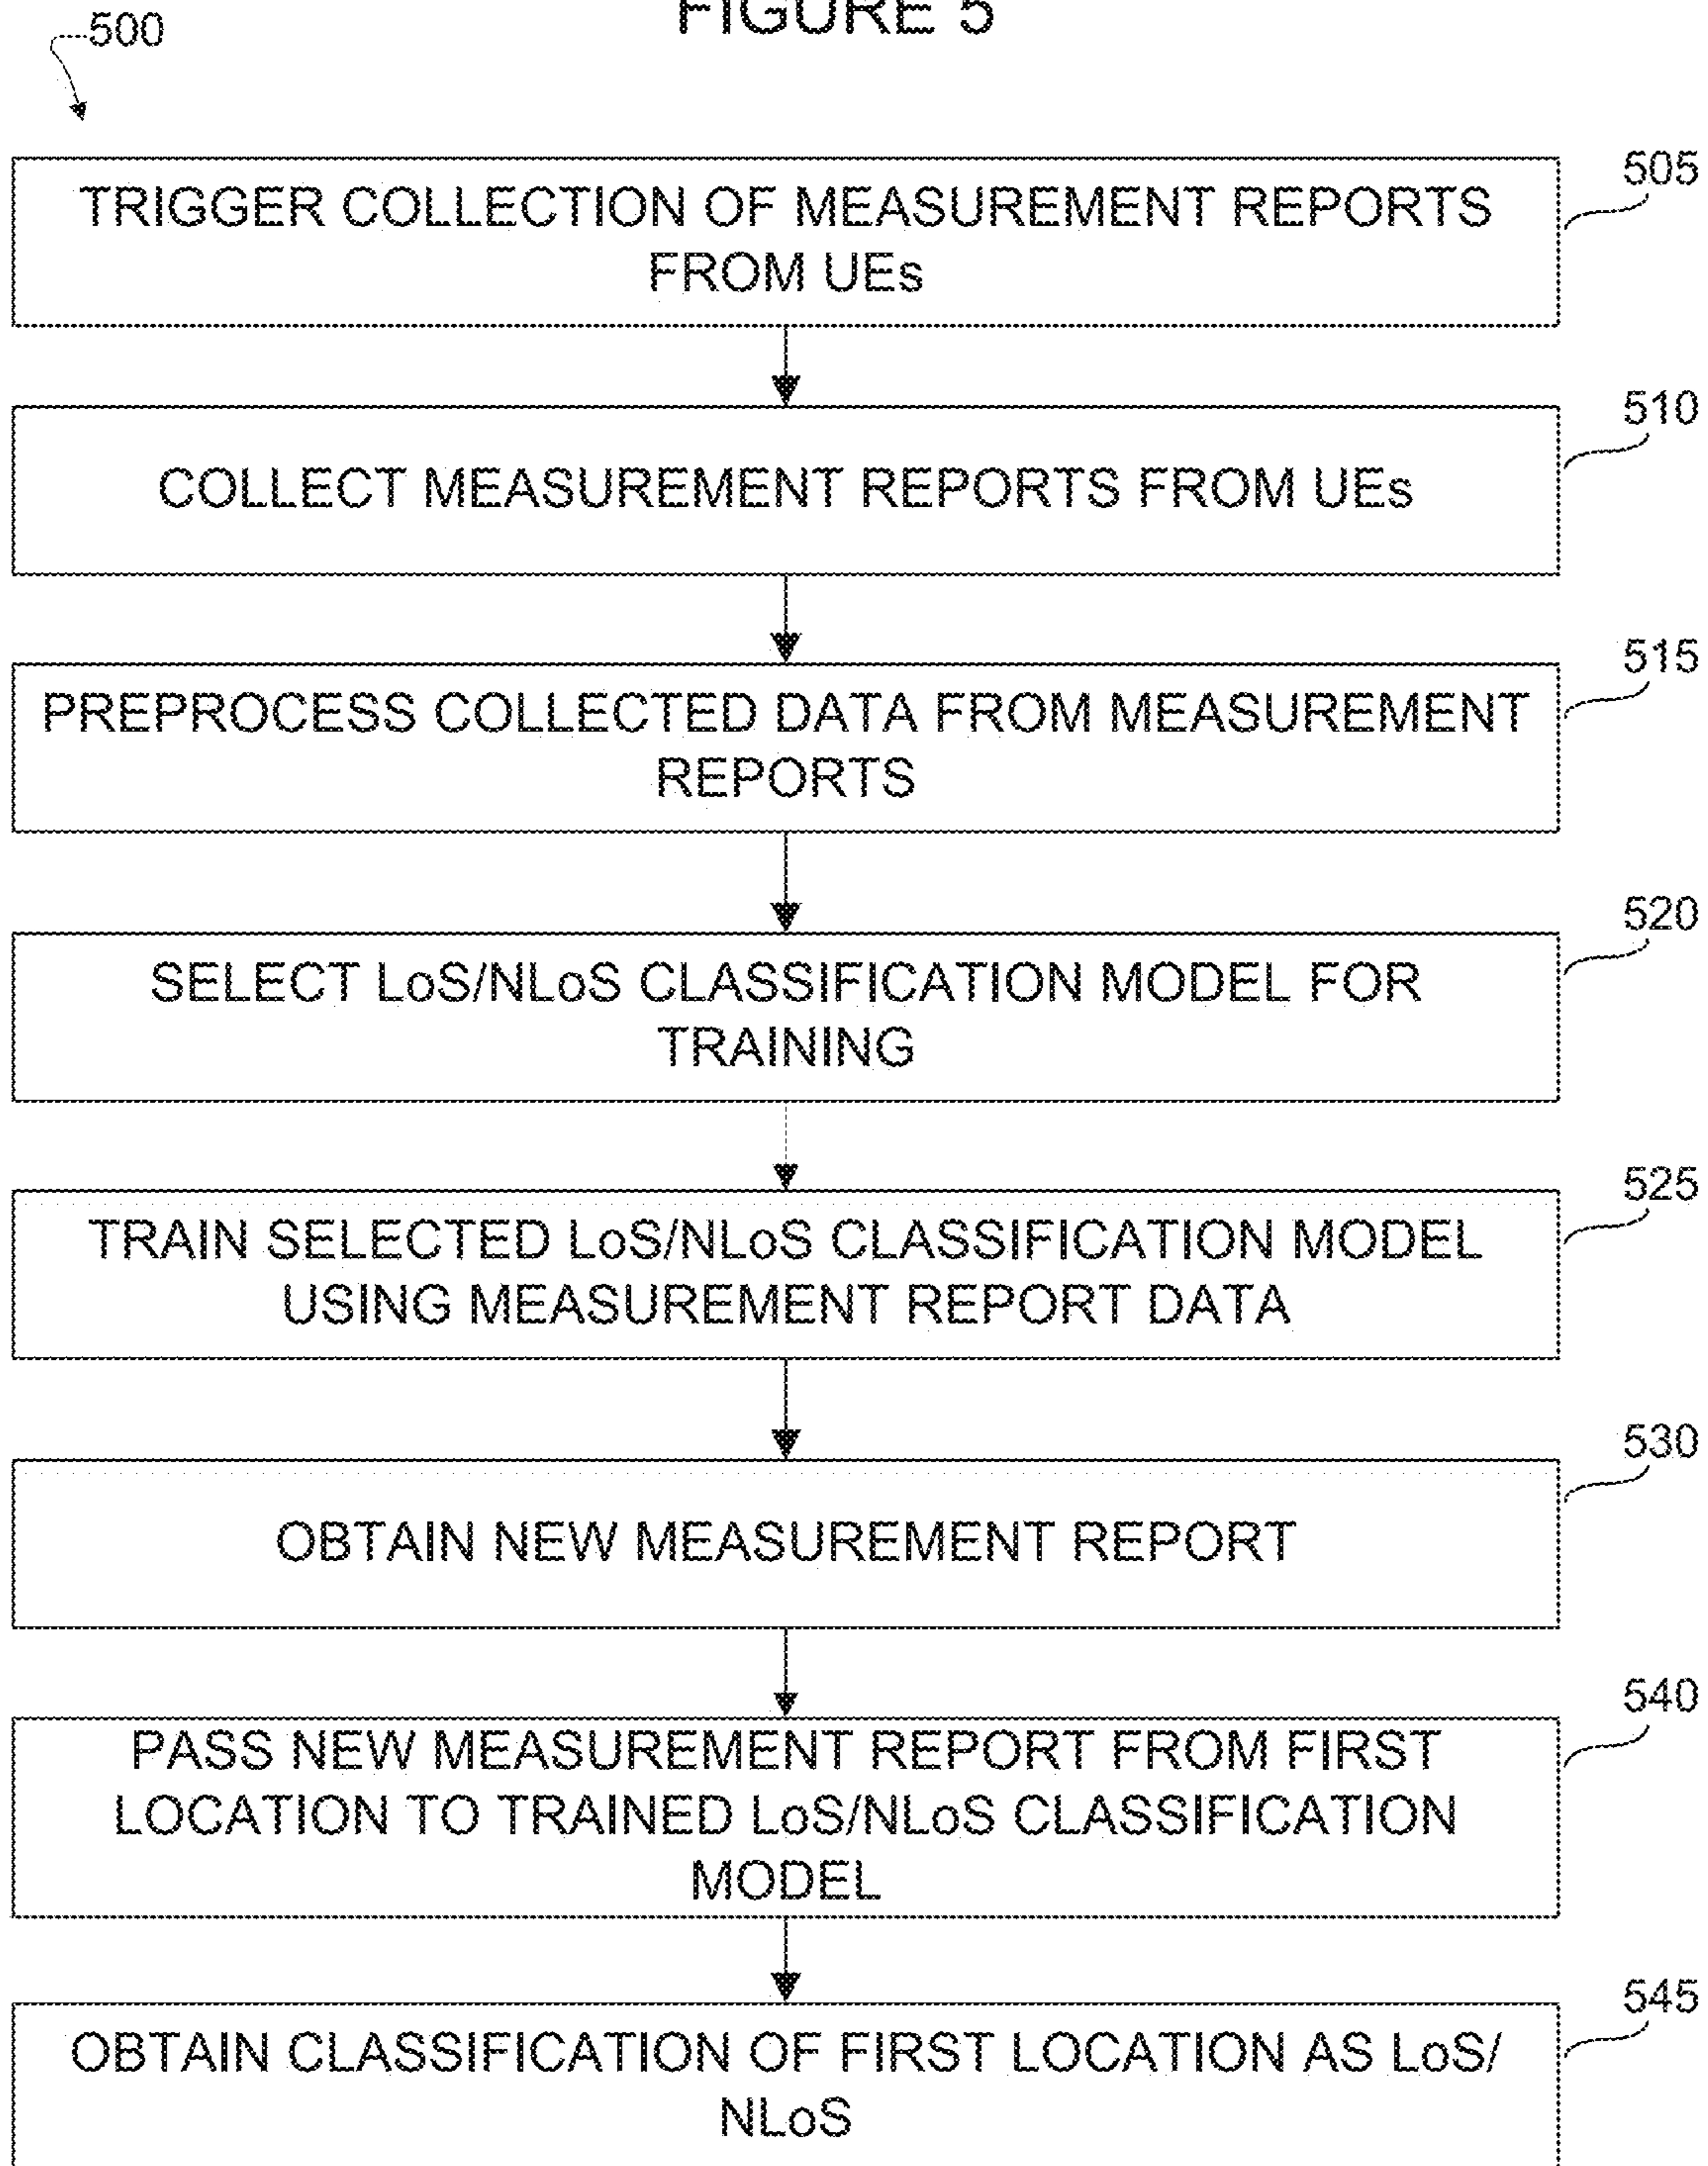 FIGURE 5
500
505
TRIGGER COLLECTION OF MEASUREMENT REPORTS
FROM UEs
510
COLLECT MEASUREMENT REPORTS FROM UEs
515
PREPROCESS COLLECTED DATA FROM MEASUREMENT
REPORTS
520
SELECT LoS/NLoS CLASSIFICATION MODEL FOR
TRAINING
525
TRAIN SELECTED LoS/NLoS CLASSIFICATION MODEL
USING MEASUREMENT REPORT DATA
530
OBTAIN NEW MEASUREMENT REPORT
540
PASS NEW MEASUREMENT REPORT FROM FIRST
LOCATION TO TRAINED LoS/NLoS CLASSIFICATION
MODEL
545
OBTAIN CLASSIFICATION OF FIRST LOCATION AS LoS/
NLoS